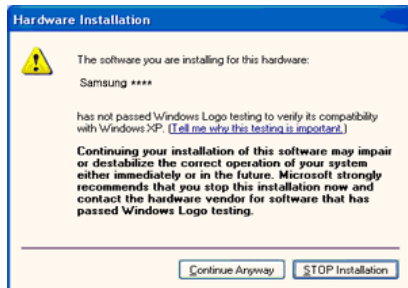 Hardware Installation
The software you are installing for this hardware:
Samsung ****
has not passed Windows Logo testing to verify its compatibility
with Windows XP. (Tell me why this testing is important.)
Continuing your installation of this software may impair
or destabilize the correct operation of your system
either immediately or in the future. Microsoft strongly
recommends that you stop this installation now and
contact the hardware vendor for software that has
passed Windows Logo testing.
Continue Anyway
STOP Installation